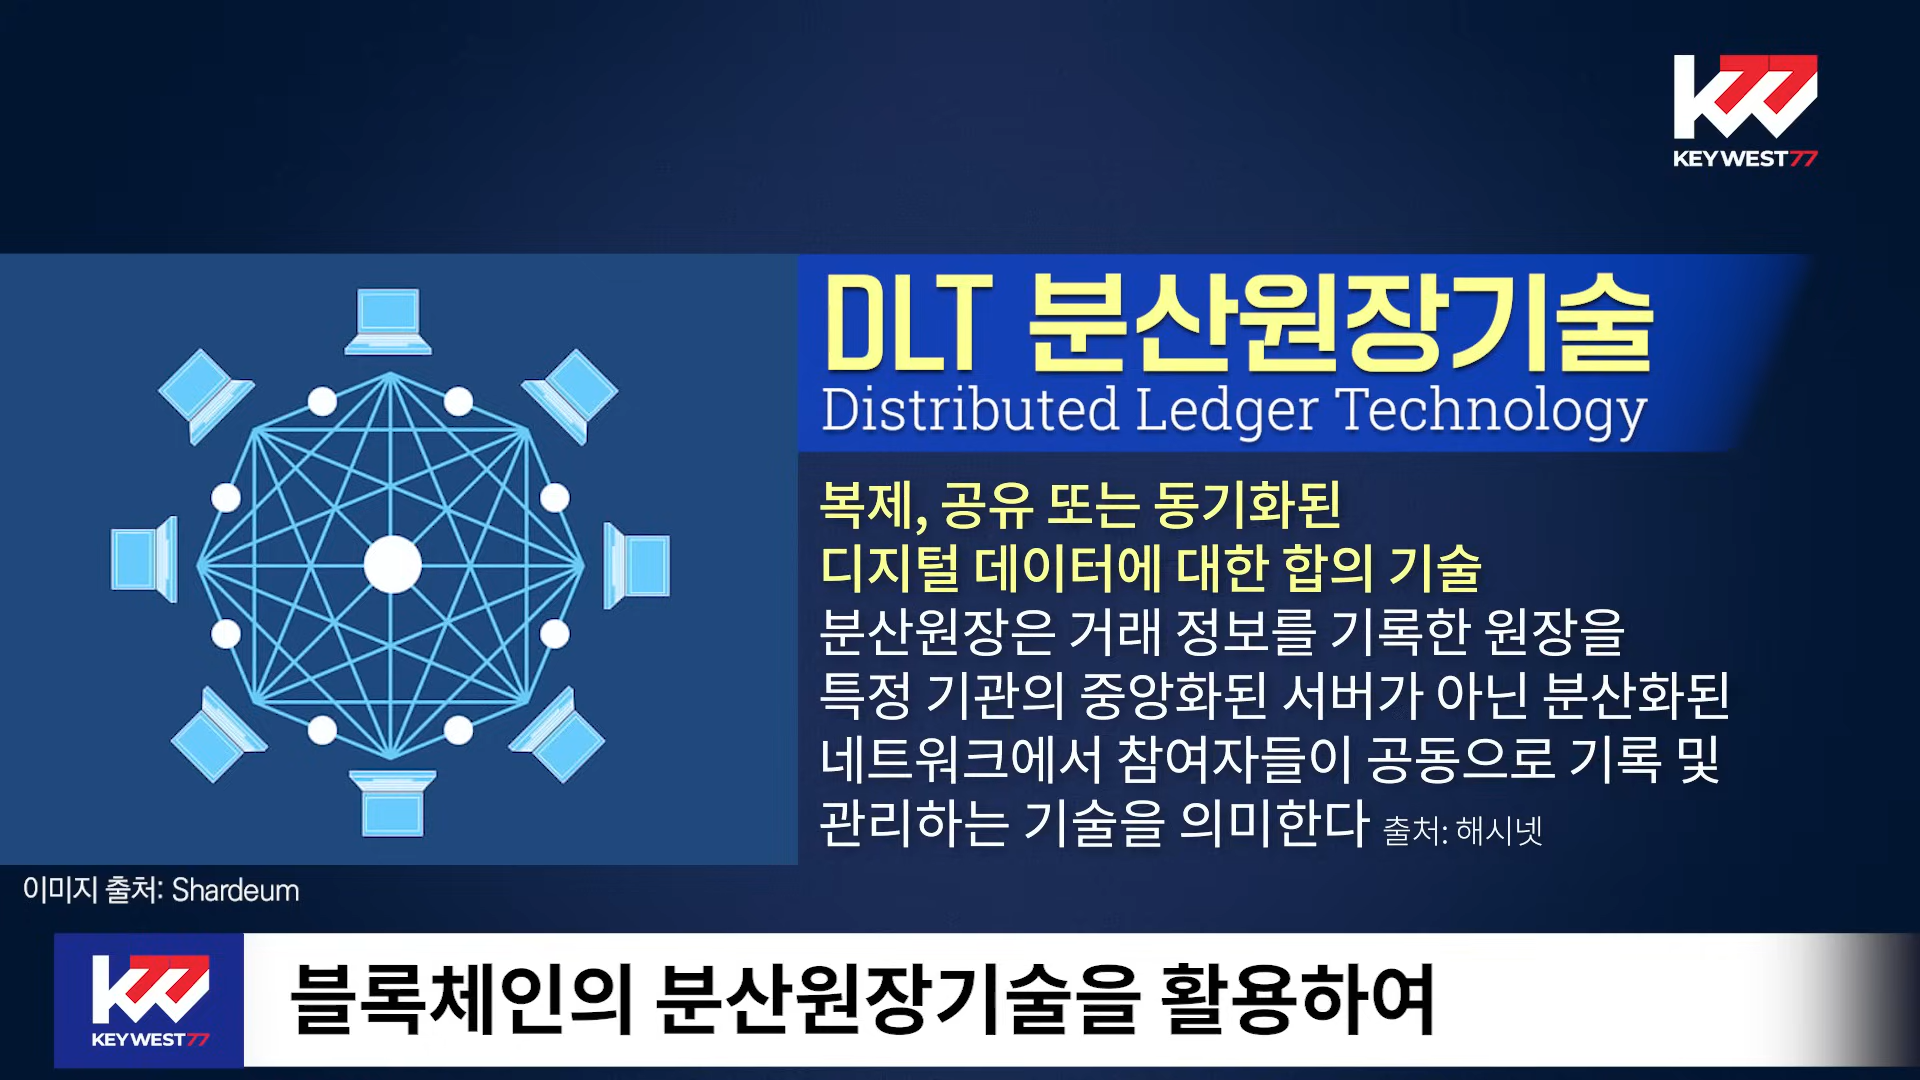 KEY WEST 77
DLT 분산원장기술
Distributed Ledger Technology
복제, 공유 또는 동기화된
디지털 데이터에 대한 합의 기술
분산원장은 거래 정보를 기록한 원장을
특정 기관의 중앙화된 서버가 아닌 분산화된
네트워크에서 참여자들이 공동으로 기록 및
관리하는 기술을 의미한다 출처: 해시넷
이미지 출처: Shardeum
KEY WEST 77
블록체인의 분산원장기술을 활용하여